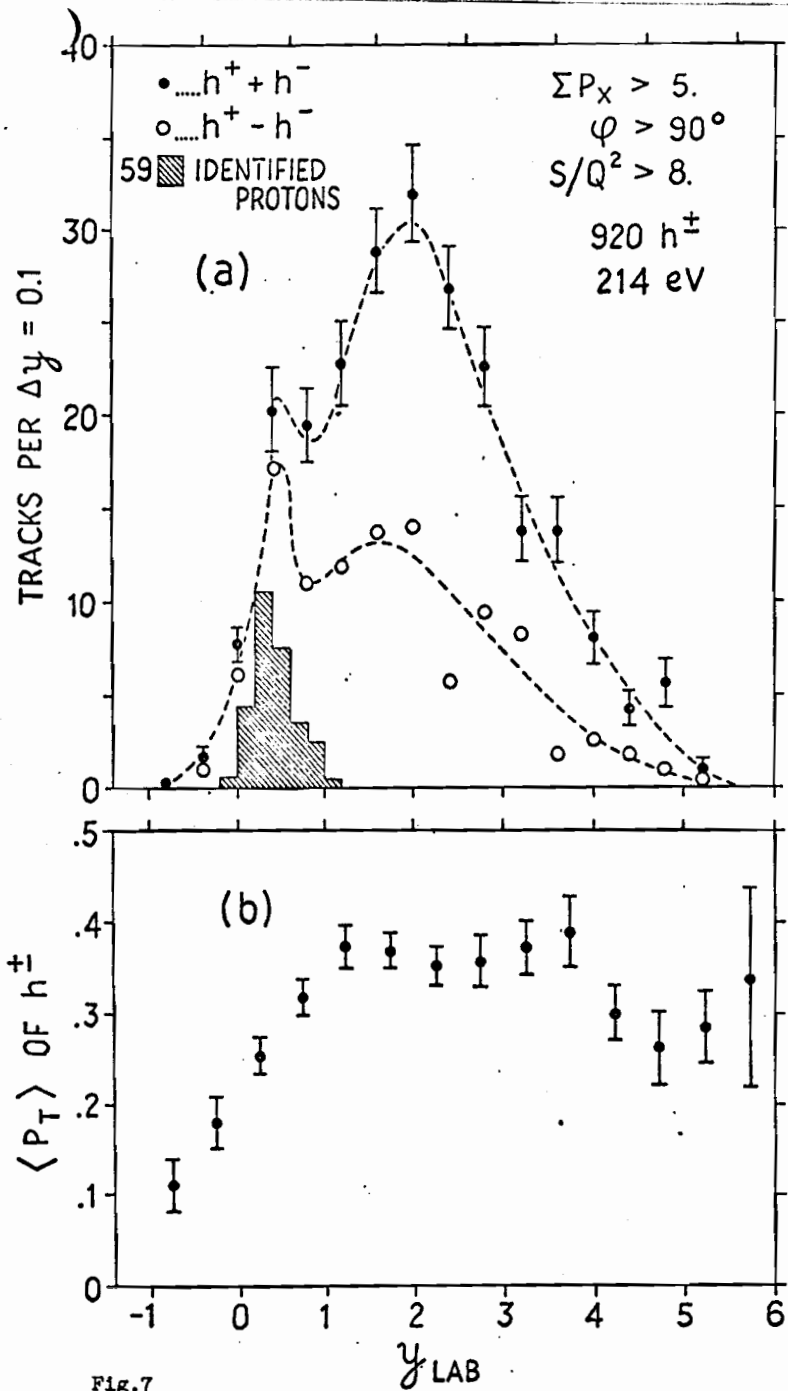 )
40
•.....h⁺ + h⁻
ΣPx > 5.
o.....h⁺ - h⁻
φ > 90°
59 IDENTIFIED
PROTONS
S/Q² > 8.
30
920 h±
(a)
214 eV
TRACKS PER Δy = 0.1
20
10
0
.5
(b)
.4
⟨PT⟩ OF h±
.3
.2
.1
0
-1 0 1 2 3 4 5 6
yLAB
Fig.7